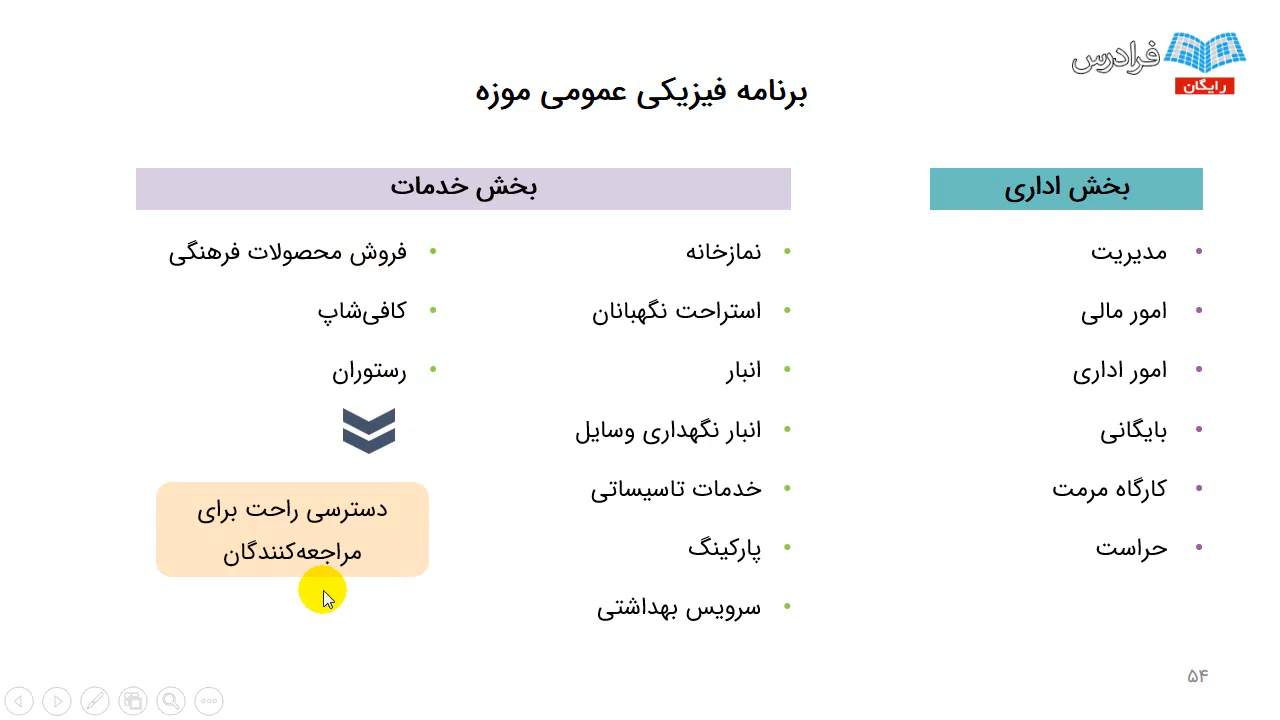 فرادرس
رایگان
برنامه فیزیکی عمومی موزه
بخش اداری
• مدیریت
• امور مالی
• امور اداری
• بایگانی
• کارگاه مرمت
• حراست
بخش خدمات
• نمازخانه
• استراحت نگهبانان
• انبار
• انبار نگهداری وسایل
• خدمات تاسیساتی
• پارکینگ
• سرویس بهداشتی
• فروش محصولات فرهنگی
• کافی‌شاپ
• رستوران
دسترسی راحت برای
مراجعه‌کنندگان
۵۴